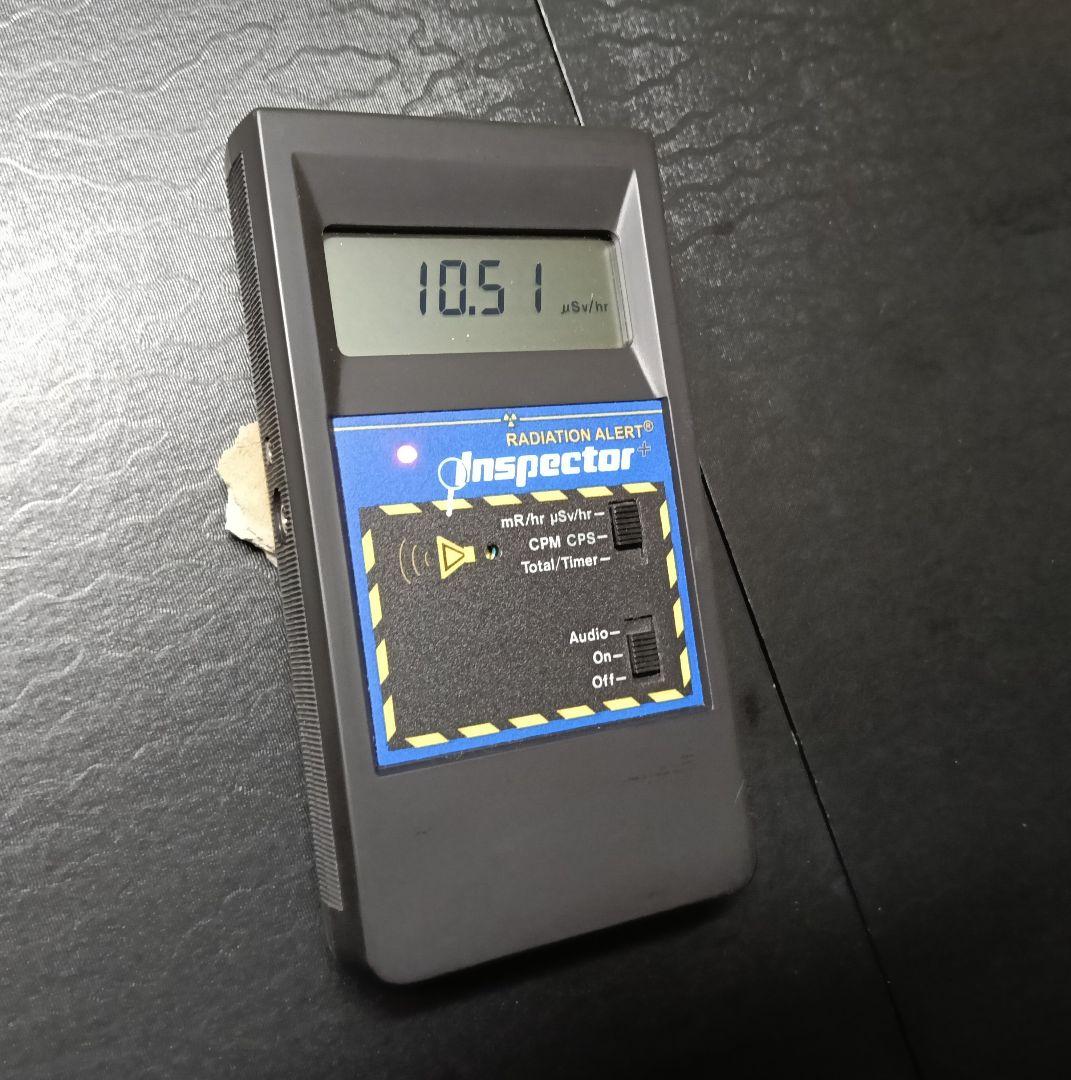 10.51 µSv/hr
RADIATION ALERT®
Inspector+
mR/hr µSv/hr
CPM CPS
Total/Timer
Audio
On
Off